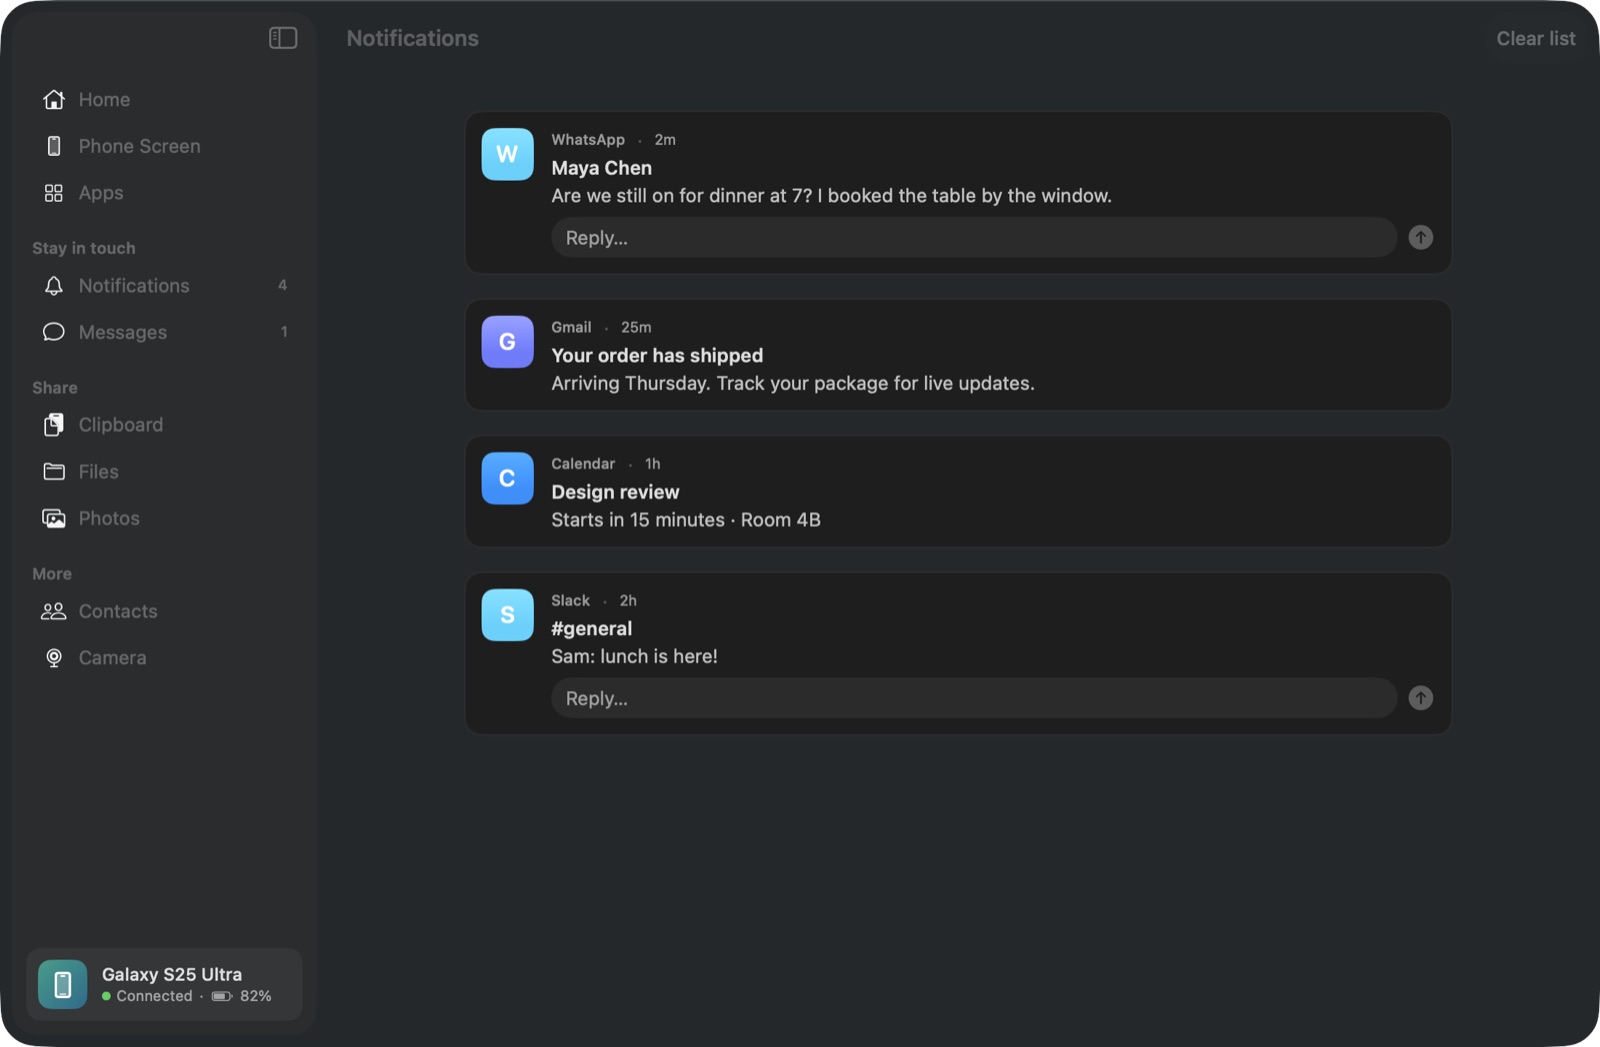 Notifications
Clear list
Home
Phone Screen
Apps
Stay in touch
Notifications 4
Messages 1
Share
Clipboard
Files
Photos
More
Contacts
Camera
Galaxy S25 Ultra
Connected · 82%
W
WhatsApp · 2m
Maya Chen
Are we still on for dinner at 7? I booked the table by the window.
Reply...
G
Gmail · 25m
Your order has shipped
Arriving Thursday. Track your package for live updates.
C
Calendar · 1h
Design review
Starts in 15 minutes · Room 4B
S
Slack · 2h
#general
Sam: lunch is here!
Reply...